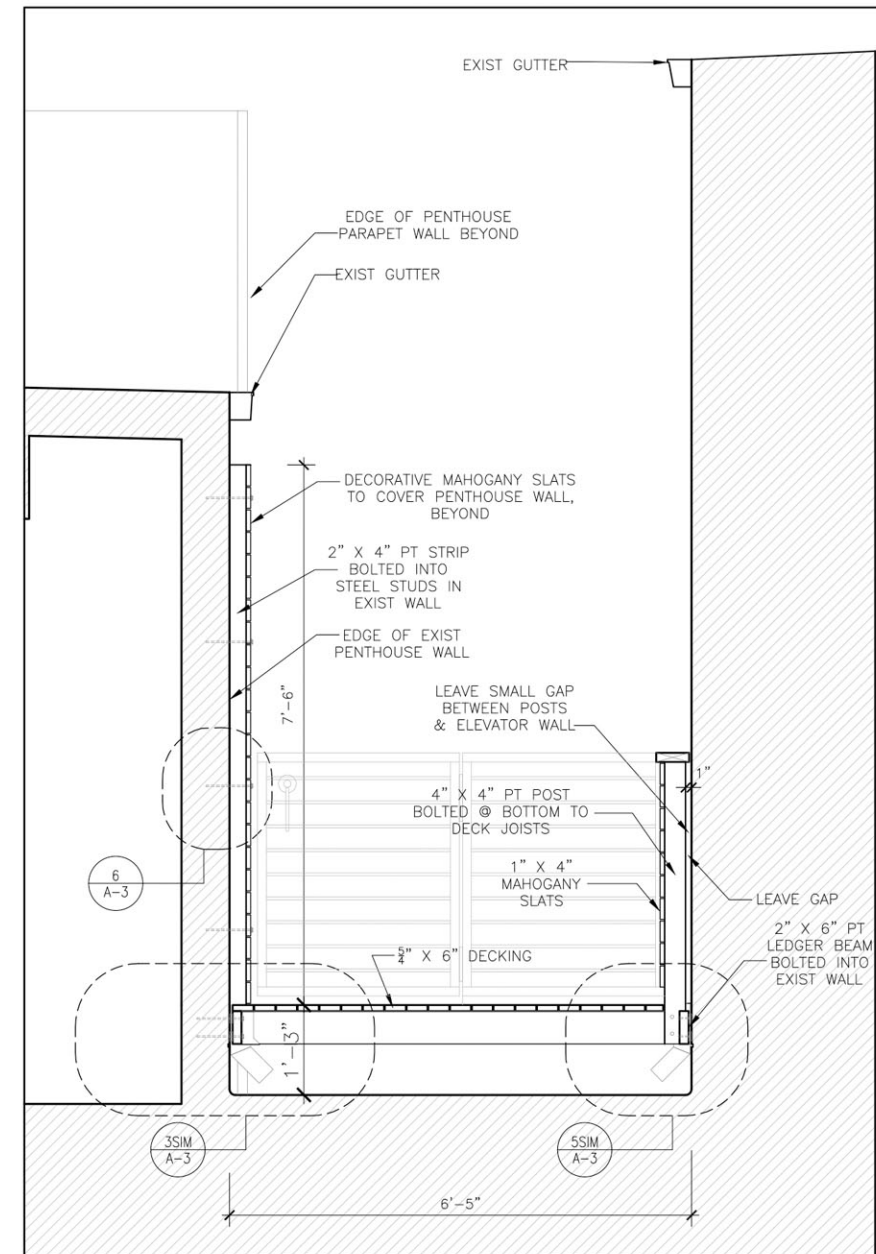 EXIST GUTTER
EDGE OF PENTHOUSE
PARAPET WALL BEYOND
EXIST GUTTER
DECORATIVE MAHOGANY SLATS
TO COVER PENTHOUSE WALL,
BEYOND
2" X 4" PT STRIP
BOLTED INTO
STEEL STUDS IN
EXIST WALL
EDGE OF EXIST
PENTHOUSE WALL
7'-6"
LEAVE SMALL GAP
BETWEEN POSTS
& ELEVATOR WALL
1"
4" X 4" PT POST
BOLTED @ BOTTOM TO
DECK JOISTS
1" X 4"
MAHOGANY
SLATS
6
A-3
LEAVE GAP
2" X 6" PT
LEDGER BEAM
BOLTED INTO
EXIST WALL
5/4" X 6" DECKING
1'-3"
3SIM
A-3
5SIM
A-3
6'-5"